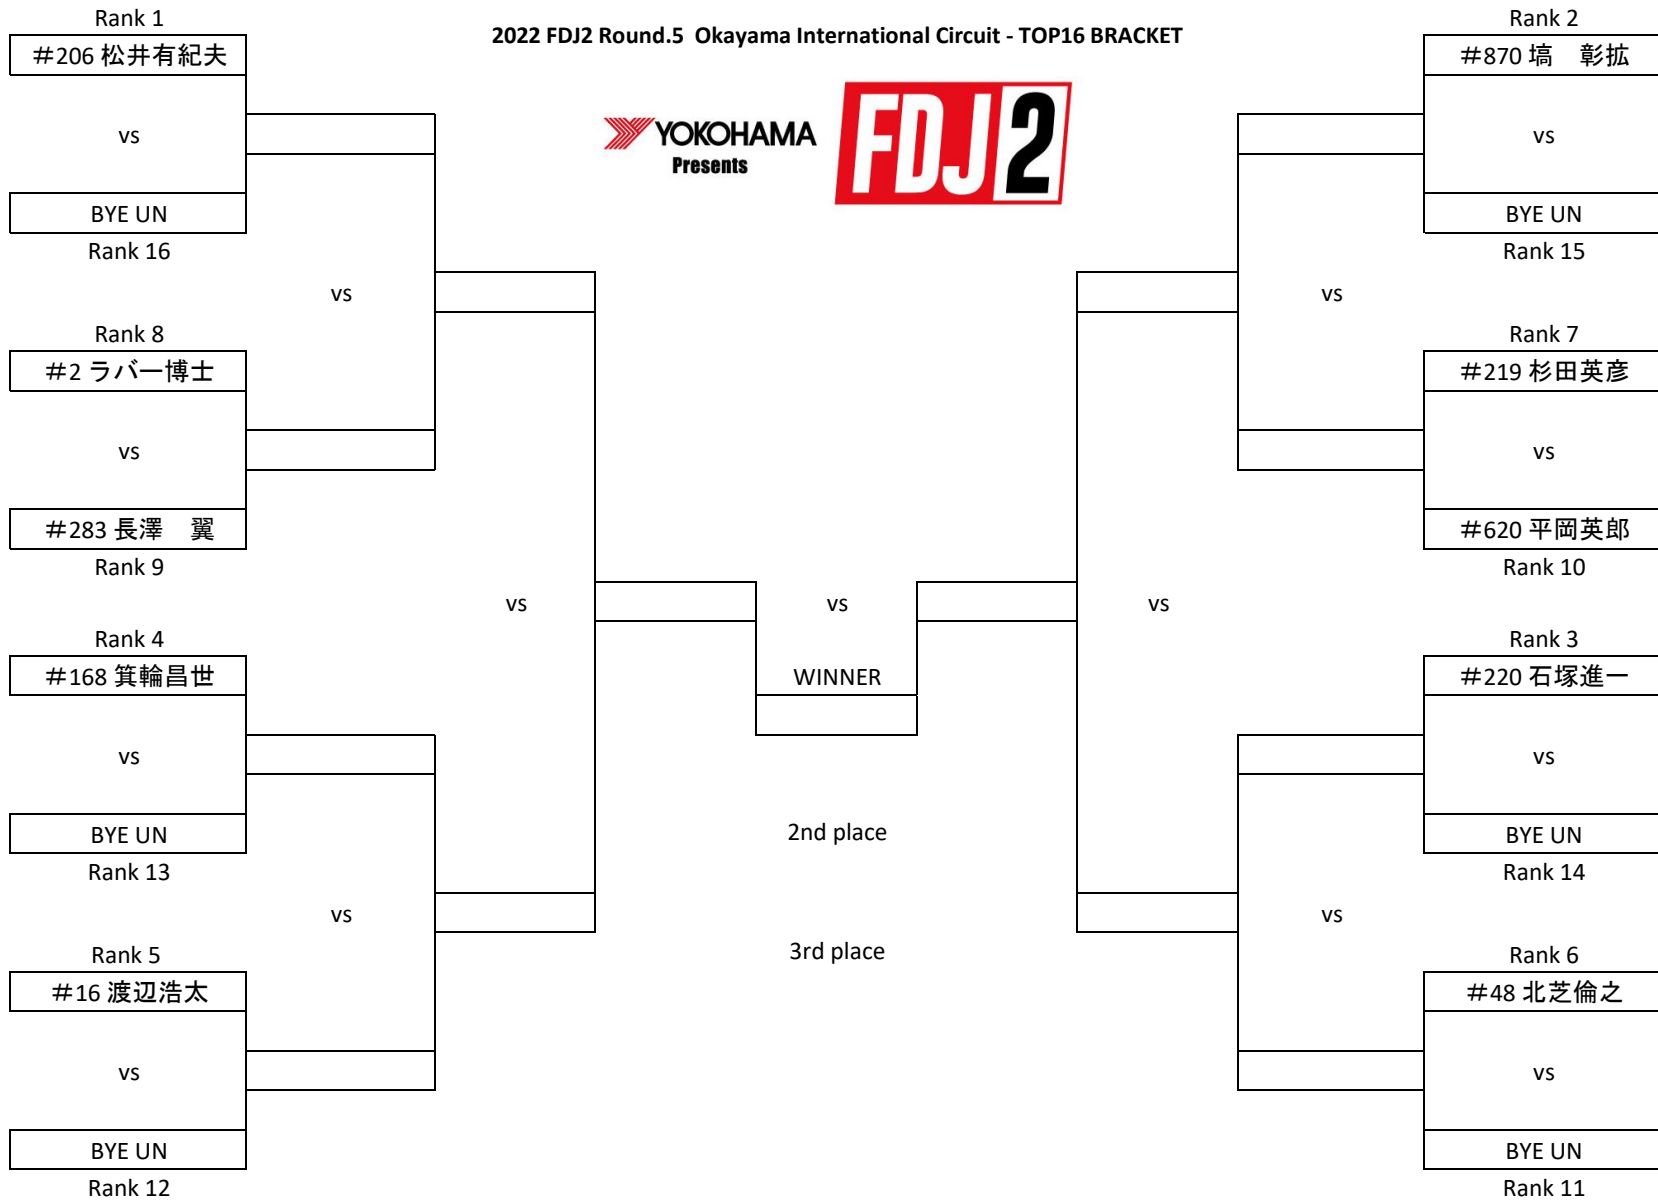 2022 FDJ2 Round.5 Okayama International Circuit - TOP16 BRACKET
YOKOHAMA
Presents
FDJ2
Rank 1
#206 松井有紀夫
vs
BYE UN
Rank 16
vs
Rank 8
#2 ラバー博士
vs
#283 長澤　翼
Rank 9
vs
Rank 4
#168 箕輪昌世
vs
BYE UN
Rank 13
vs
Rank 5
#16 渡辺浩太
vs
BYE UN
Rank 12
vs
WINNER
2nd place
3rd place
Rank 2
#870 塙　彰拡
vs
BYE UN
Rank 15
vs
Rank 7
#219 杉田英彦
vs
#620 平岡英郎
Rank 10
vs
Rank 3
#220 石塚進一
vs
BYE UN
Rank 14
vs
Rank 6
#48 北芝倫之
vs
BYE UN
Rank 11